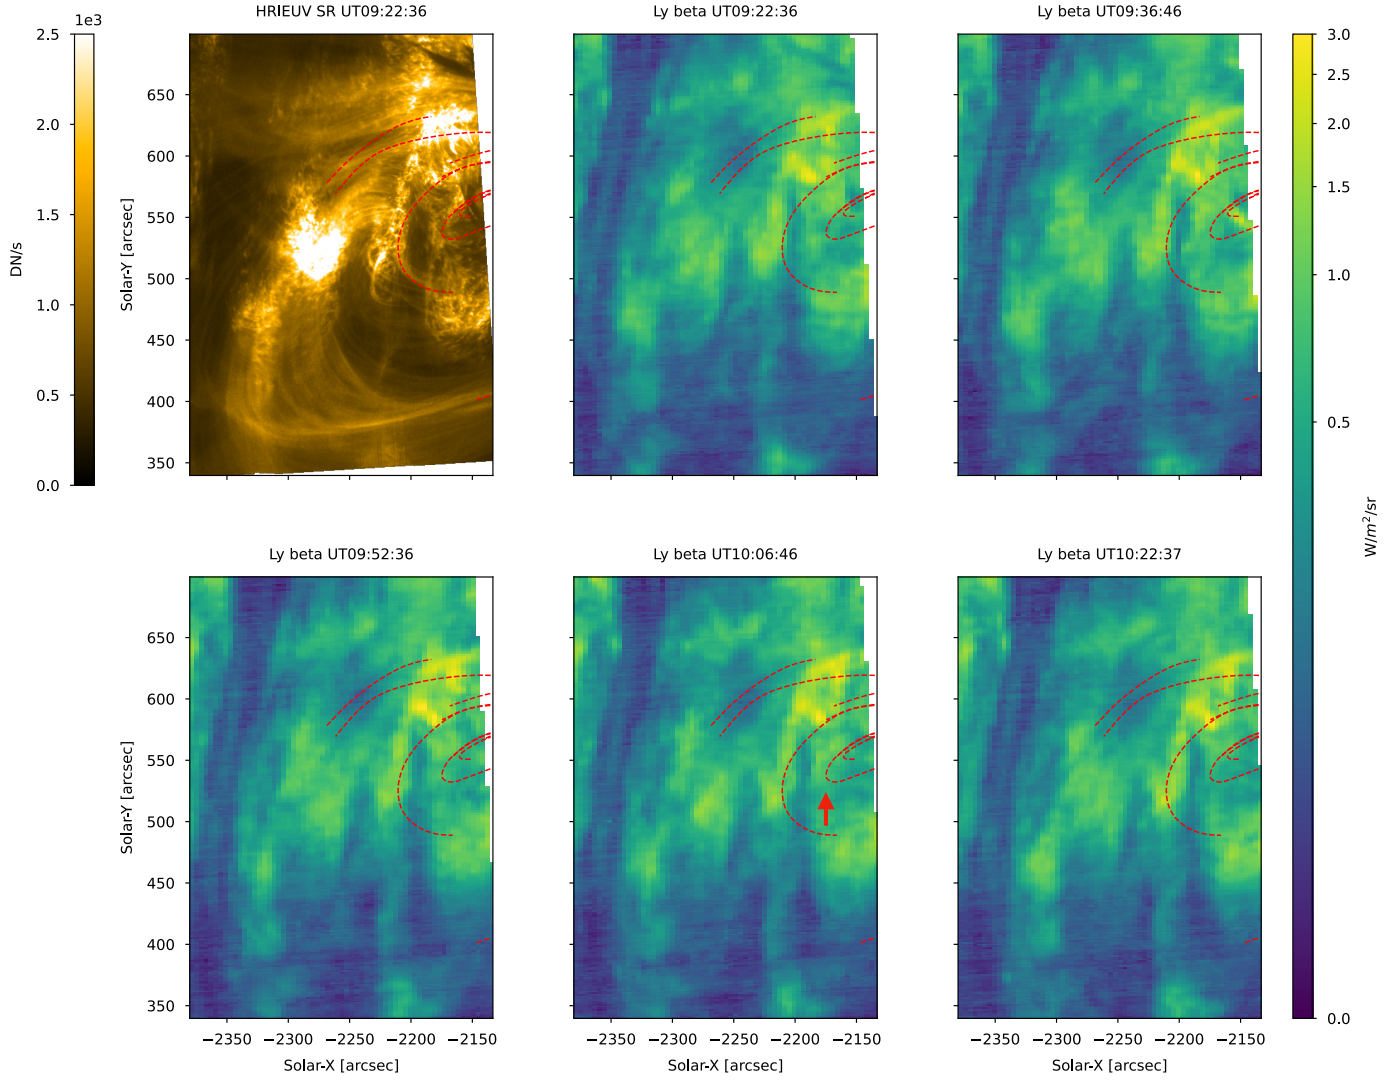 1e3
HRIEUV SR UT09:22:36
Ly beta UT09:22:36
Ly beta UT09:36:46
2.5
2.0
1.5
1.0
0.5
0.0
DN/s
650
600
550
500
450
400
350
Solar-Y [arcsec]
3.0
2.5
2.0
1.5
1.0
0.5
0.0
W/m²/sr
Ly beta UT09:52:36
Ly beta UT10:06:46
Ly beta UT10:22:37
650
600
550
500
450
400
350
Solar-Y [arcsec]
−2350 −2300 −2250 −2200 −2150
−2350 −2300 −2250 −2200 −2150
−2350 −2300 −2250 −2200 −2150
Solar-X [arcsec]
Solar-X [arcsec]
Solar-X [arcsec]